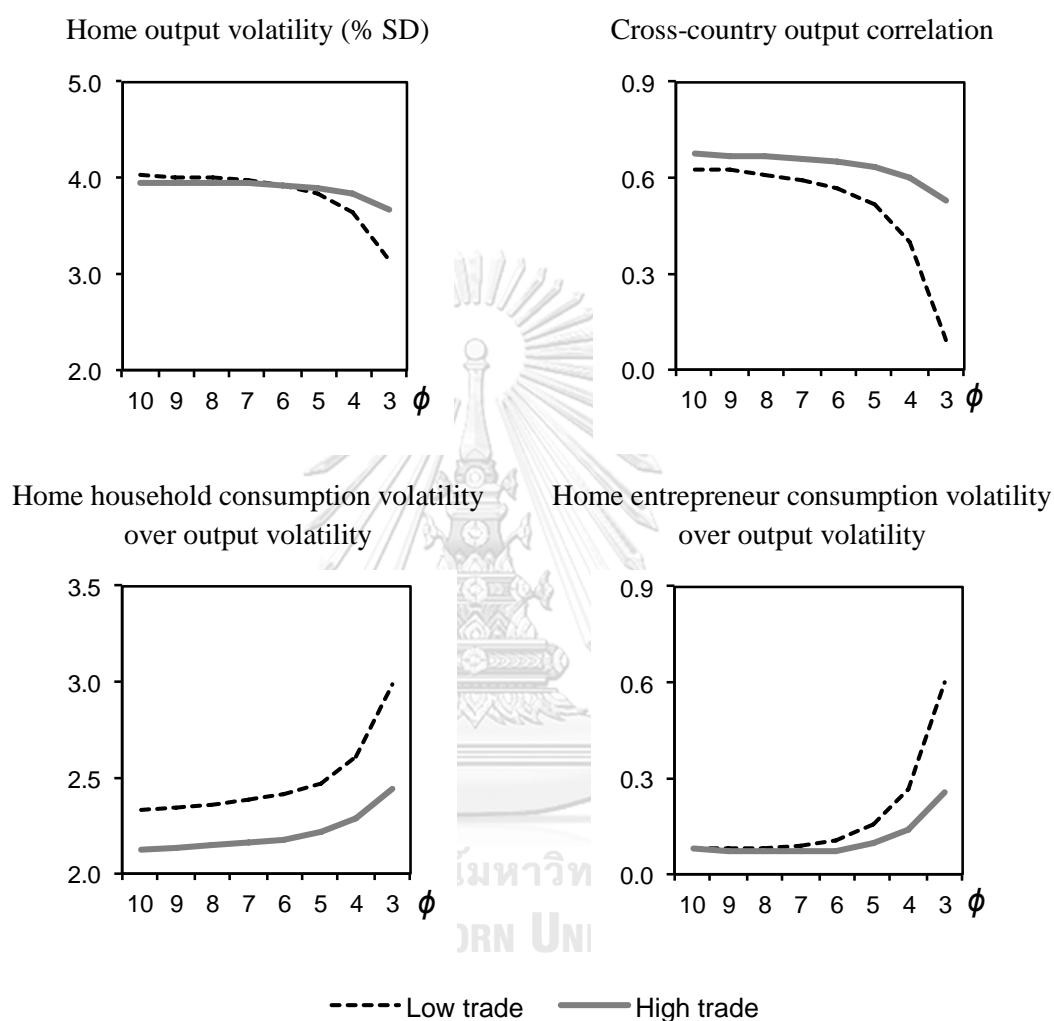 Home output volatility (% SD)
5.0
4.0
3.0
2.0
10 9 8 7 6 5 4 3 ϕ
Cross-country output correlation
0.9
0.6
0.3
0.0
10 9 8 7 6 5 4 3 ϕ
Home household consumption volatility
over output volatility
3.5
3.0
2.5
2.0
10 9 8 7 6 5 4 3 ϕ
Home entrepreneur consumption volatility
over output volatility
0.9
0.6
0.3
0.0
10 9 8 7 6 5 4 3 ϕ
Low trade
High trade